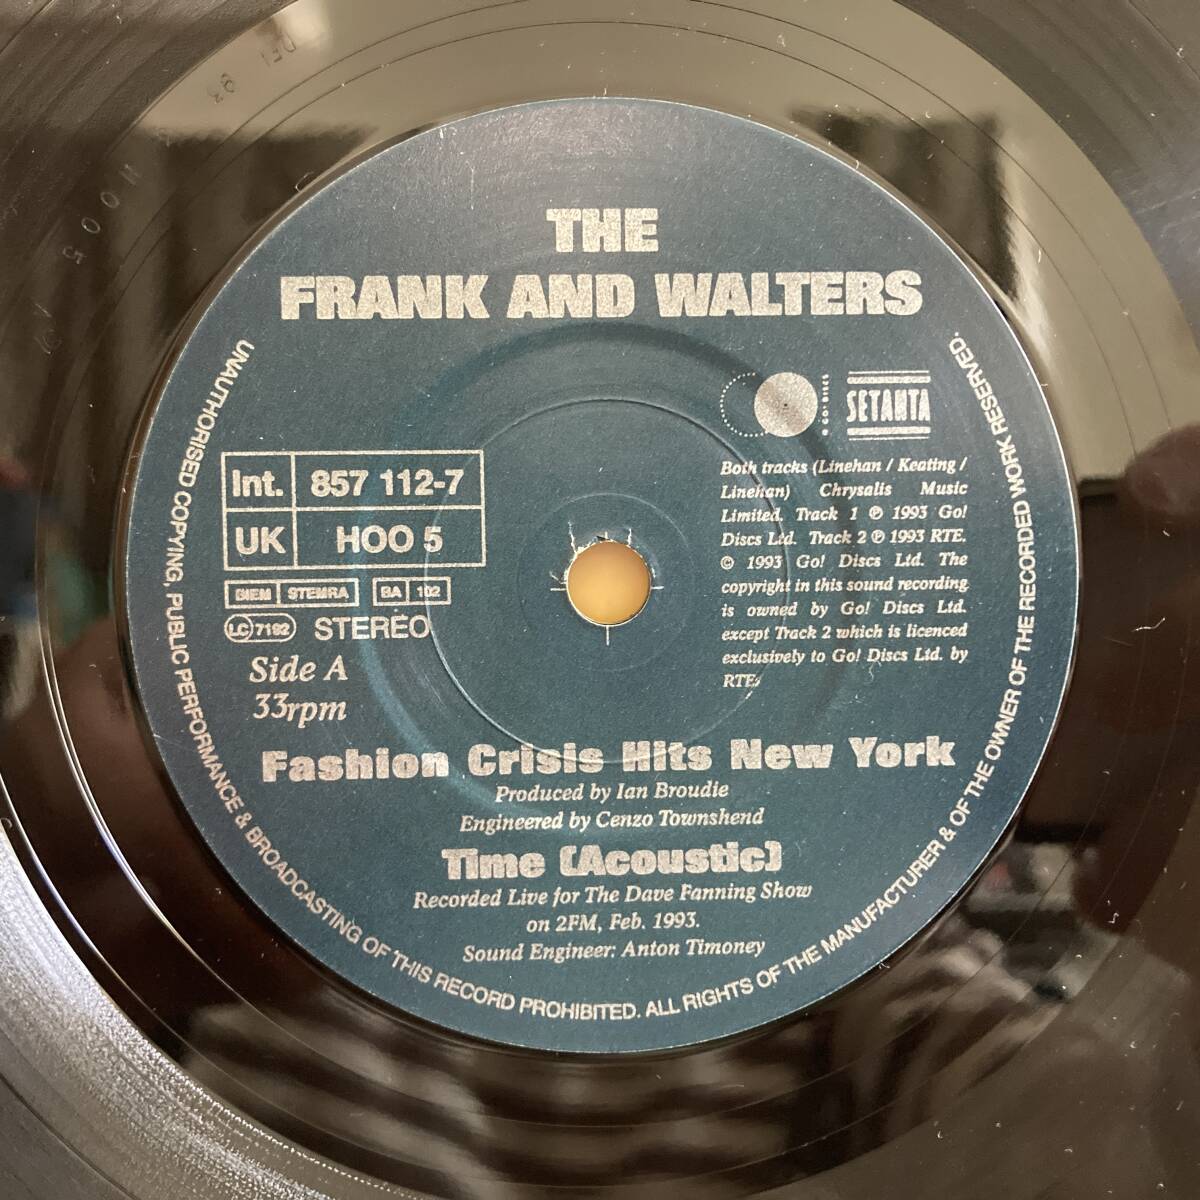 THE
FRANK AND WALTERS
GO! DISCS
SETANTA
Int. 857 112-7
UK HOO 5
BIEM STEMRA BA 102
LC 7192 STEREO
Side A
33rpm
Both tracks (Linehan / Keating /
Linehan) Chrysalis Music
Limited. Track 1 ℗ 1993 Go!
Discs Ltd. Track 2 ℗ 1993 RTE.
© 1993 Go! Discs Ltd. The
copyright in this sound recording
is owned by Go! Discs Ltd.
except Track 2 which is licenced
exclusively to Go! Discs Ltd. by
RTE.
Fashion Crisis Hits New York
Produced by Ian Broudie
Engineered by Cenzo Townshend
Time (Acoustic)
Recorded Live for The Dave Fanning Show
on 2FM, Feb. 1993.
Sound Engineer: Anton Timoney
UNAUTHORISED COPYING, PUBLIC PERFORMANCE & BROADCASTING OF THIS RECORD PROHIBITED. ALL RIGHTS OF THE MANUFACTURER & OF THE OWNER OF THE RECORDED WORK RESERVED.
HOO 5